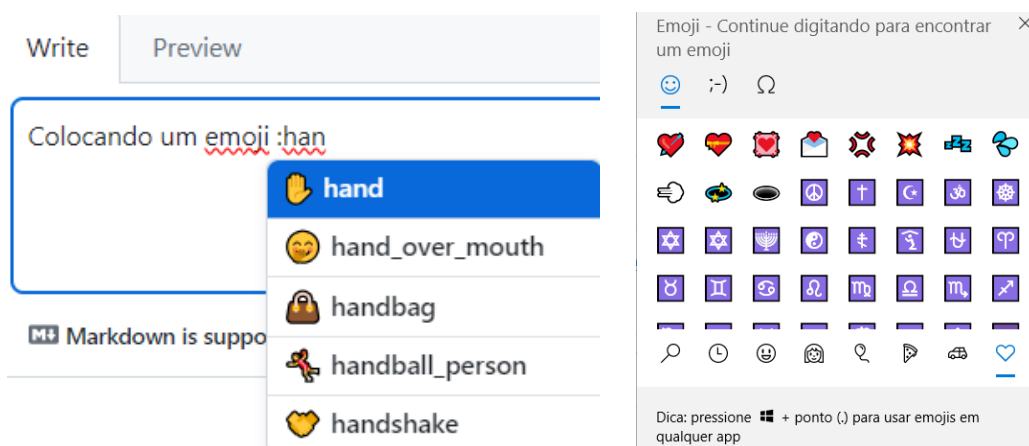 Write Preview
Colocando um emoji :han
hand
hand_over_mouth
handbag
handball_person
handshake
Markdown is suppo
Emoji - Continue digitando para encontrar
um emoji
;-) Ω
Dica: pressione + ponto (.) para usar emojis em
qualquer app